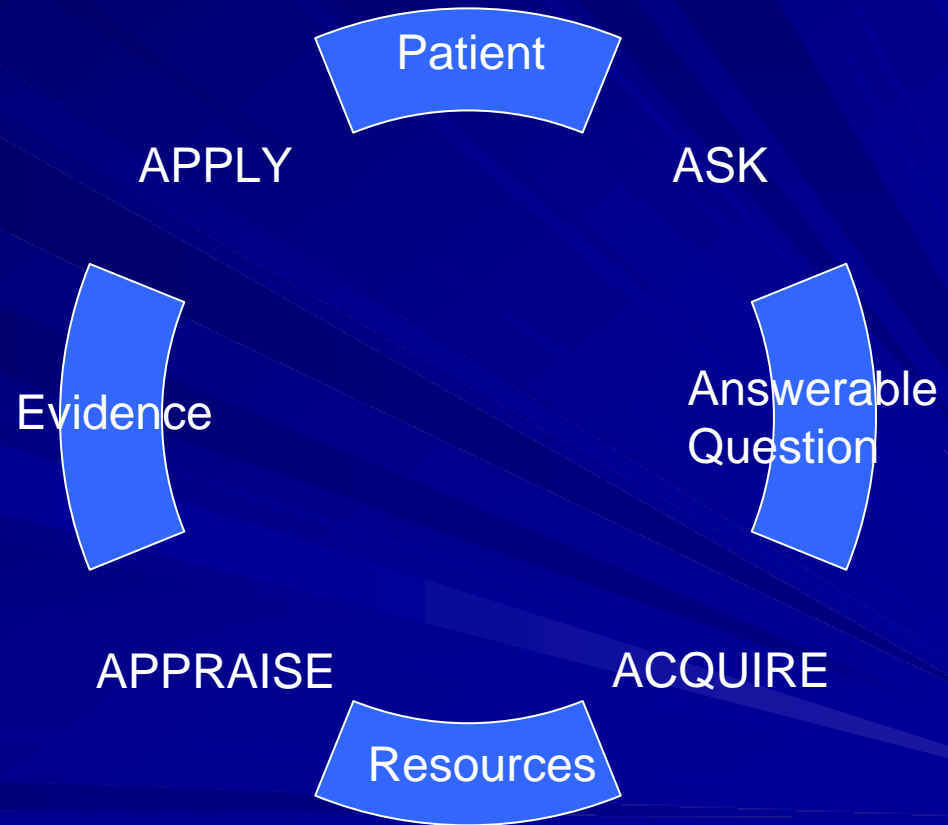 Patient
APPLY
ASK
Evidence
Answerable
Question
APPRAISE
ACQUIRE
Resources